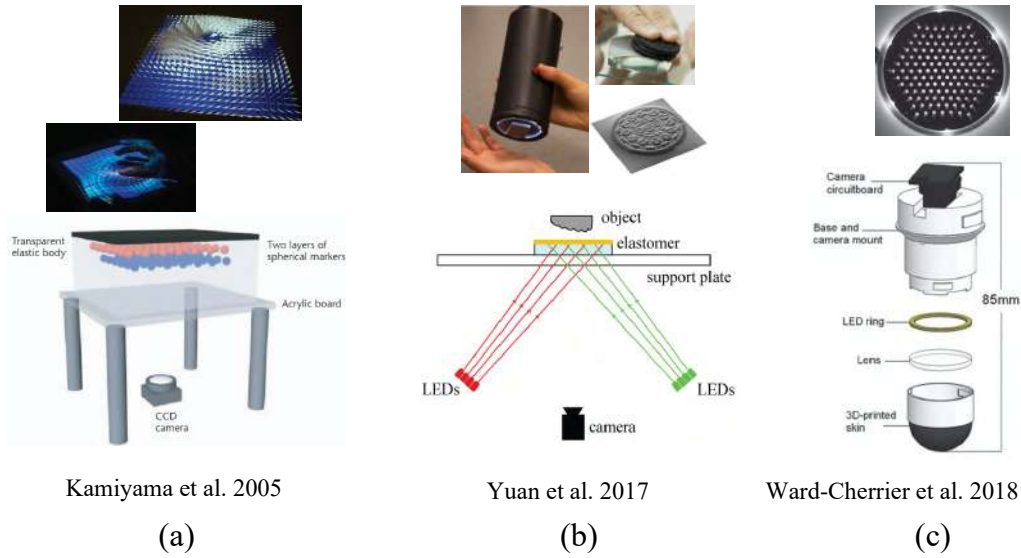 Transparent
elastic body
Two layers of
spherical markers
Acrylic board
CCD
camera
Kamiyama et al. 2005
(a)
object
elastomer
support plate
LEDs
LEDs
camera
Yuan et al. 2017
(b)
Camera
circuitboard
Base and
camera mount
85mm
LED ring
Lens
3D-printed
skin
Ward-Cherrier et al. 2018
(c)